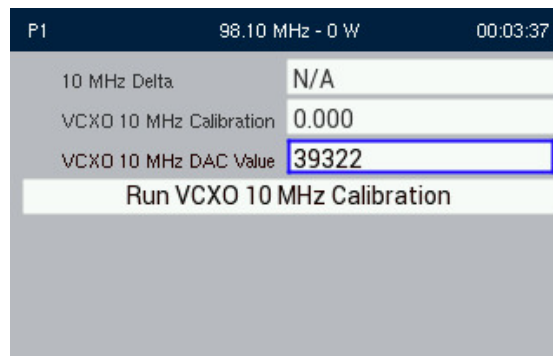 P1 98.10 MHz - 0 W 00:03:37
10 MHz Delta N/A
VCXO 10 MHz Calibration 0.000
VCXO 10 MHz DAC Value 39322
Run VCXO 10 MHz Calibration